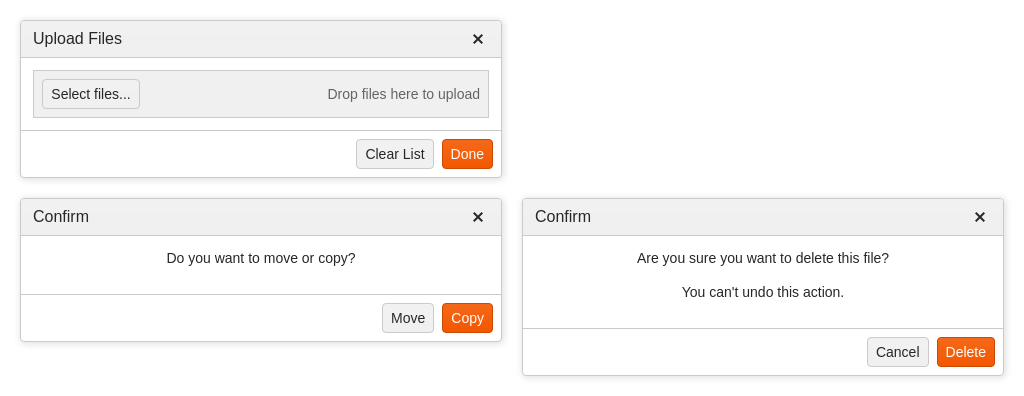 Upload Files ✕
Select files... Drop files here to upload
Clear List Done
Confirm ✕
Do you want to move or copy?
Move Copy
Confirm ✕
Are you sure you want to delete this file?
You can't undo this action.
Cancel Delete